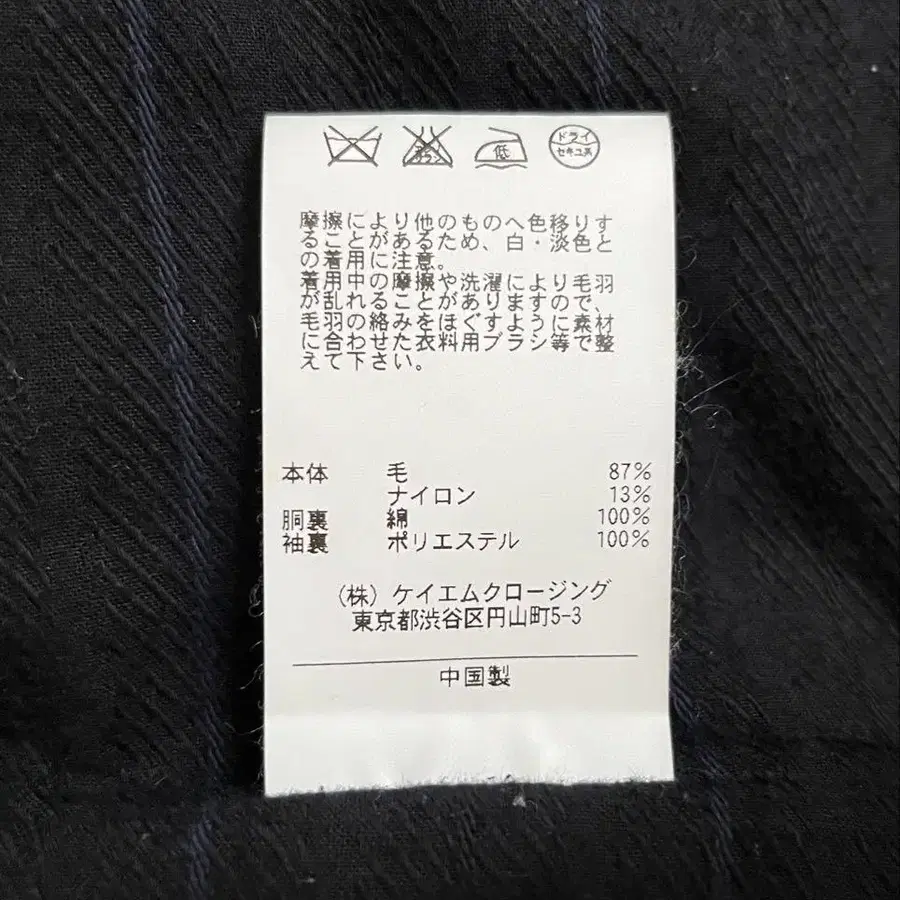 低
ドライ
セキユ系
摩擦により他のものへ色移りす
ることがあるため、白・淡色と
の着用に注意。
着用中の摩擦や洗濯により毛羽
が乱れることがありますので、
毛羽の絡みをほぐすように素材
に合わせた衣料用ブラシ等で整
えて下さい。
本体 毛 87%
ナイロン 13%
胴裏 綿 100%
袖裏 ポリエステル 100%
(株)ケイエムクロージング
東京都渋谷区円山町5-3
中国製